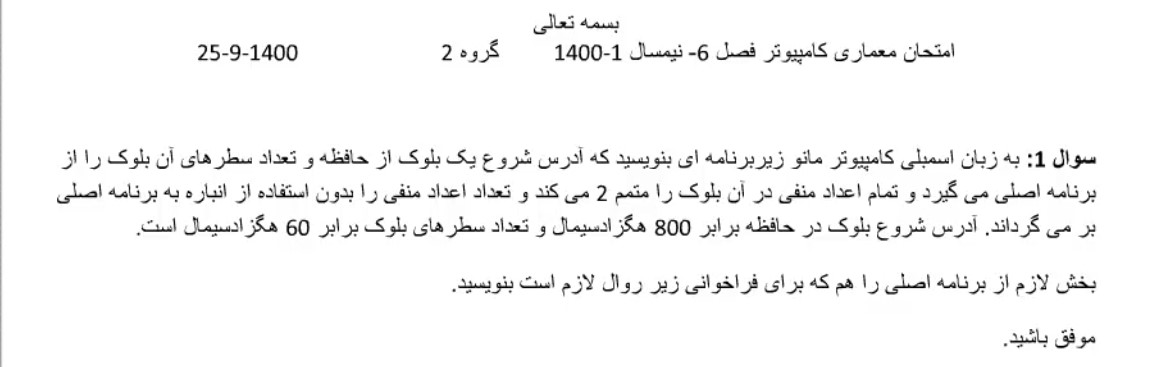 بسمه تعالی
امتحان معماری کامپیوتر فصل 6- نیمسال 1-1400 گروه 2 25-9-1400
سوال 1: به زبان اسمبلی کامپیوتر مانو زیربرنامه ای بنویسید که آدرس شروع یک بلوک از حافظه و تعداد سطرهای آن بلوک را از
برنامه اصلی می گیرد و تمام اعداد منفی در آن بلوک را متمم 2 می کند و تعداد اعداد منفی را بدون استفاده از انباره به برنامه اصلی
بر می گرداند. آدرس شروع بلوک در حافظه برابر 800 هگزادسیمال و تعداد سطرهای بلوک برابر 60 هگزادسیمال است.
بخش لازم از برنامه اصلی را هم که برای فراخوانی زیر روال لازم است بنویسید.
موفق باشید.